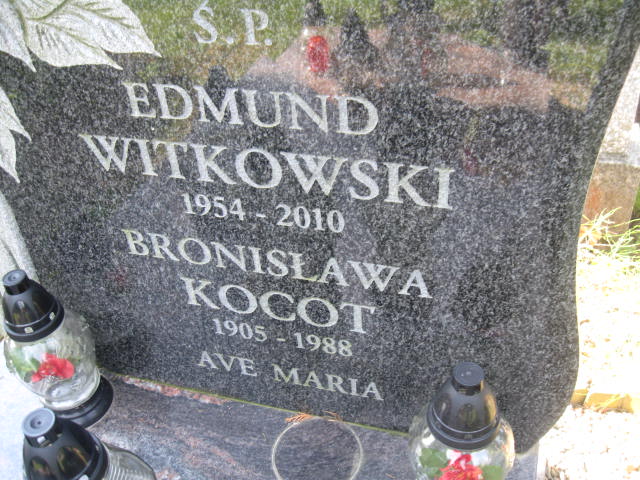 Ś.P.
EDMUND
WITKOWSKI
1954 - 2010
BRONISŁAWA
KOCOT
1905 - 1988
AVE MARIA